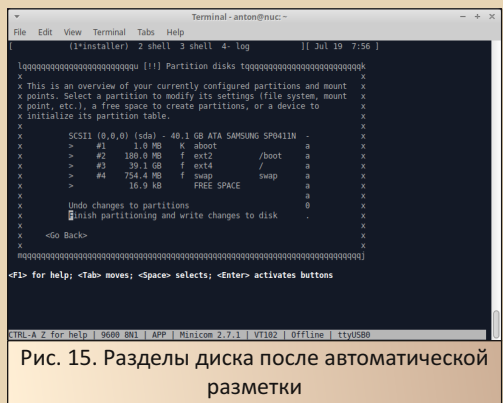 Terminal - anton@nuc: ~
File Edit View Terminal Tabs Help
[ (1*installer) 2 shell 3 shell 4- log ][ Jul 19 7:56 ]
lqqqqqqqqqqqqqqqqqqqqqqqqu [!!] Partition disks tqqqqqqqqqqqqqqqqqqqqqqqqqk
x x
x This is an overview of your currently configured partitions and mount x
x points. Select a partition to modify its settings (file system, mount x
x point, etc.), a free space to create partitions, or a device to x
x initialize its partition table. x
x x
x SCSI1 (0,0,0) (sda) - 40.1 GB ATA SAMSUNG SP0411N - x
x > #1 1.0 MB K aboot a x
x > #2 180.0 MB f ext2 /boot a x
x > #3 39.1 GB f ext4 / a x
x > #4 754.4 MB f swap swap a x
x > 16.9 kB FREE SPACE a x
x a x
x Undo changes to partitions 0 x
x Finish partitioning and write changes to disk . x
x x
x <Go Back> x
x x
mqqqqqqqqqqqqqqqqqqqqqqqqqqqqqqqqqqqqqqqqqqqqqqqqqqqqqqqqqqqqqqqqqqqqqqqqj
<F1> for help; <Tab> moves; <Space> selects; <Enter> activates buttons
CTRL-A Z for help | 9600 8N1 | APP | Minicom 2.7.1 | VT102 | Offline | ttyUSB0
Рис. 15. Разделы диска после автоматической
разметки